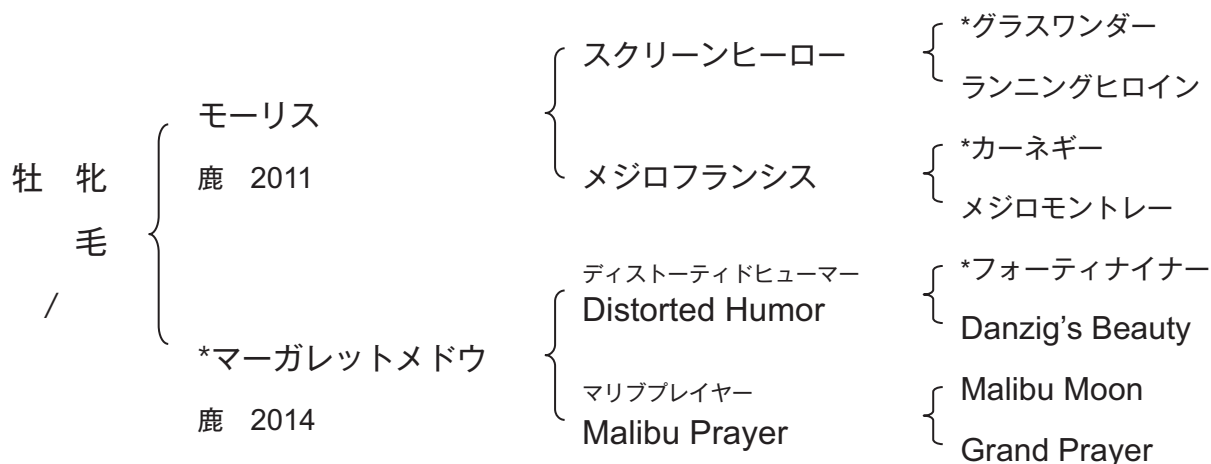 牡 牝
毛
/
モーリス
鹿 2011
*マーガレットメドウ
鹿 2014
スクリーンヒーロー
メジロフランシス
ディストーティドヒューマー
Distorted Humor
マリブプレイヤー
Malibu Prayer
*グラスワンダー
ランニングヒロイン
*カーネギー
メジロモントレー
*フォーティナイナー
Danzig’s Beauty
Malibu Moon
Grand Prayer